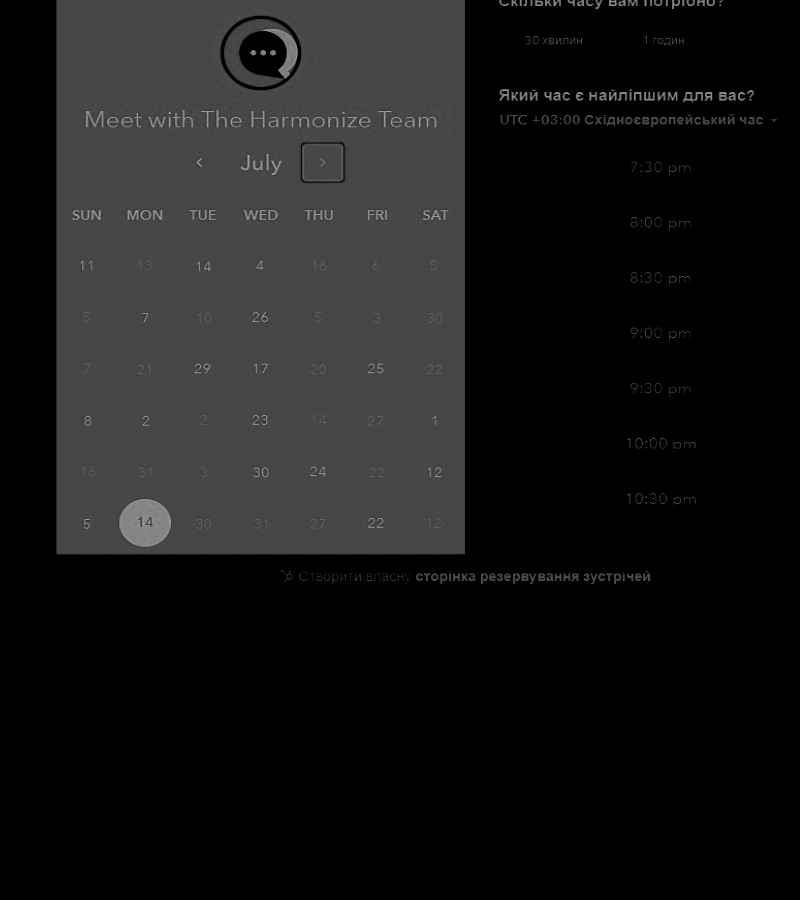 Скільки часу вам потрібно?
30 хвилин 1 годин
Meet with The Harmonize Team
July
SUN MON TUE WED THU FRI SAT
11 13 14 4 16 6 5
5 7 10 26 5 3 30
7 21 29 17 20 25 22
8 2 2 23 14 27 1
16 31 3 30 24 22 12
5 14 30 31 27 22 12
Який час є найліпшим для вас?
UTC +03:00 Східноєвропейський час
7:30 pm
8:00 pm
8:30 pm
9:00 pm
9:30 pm
10:00 pm
10:30 pm
Створити власну сторінка резервування зустрічей